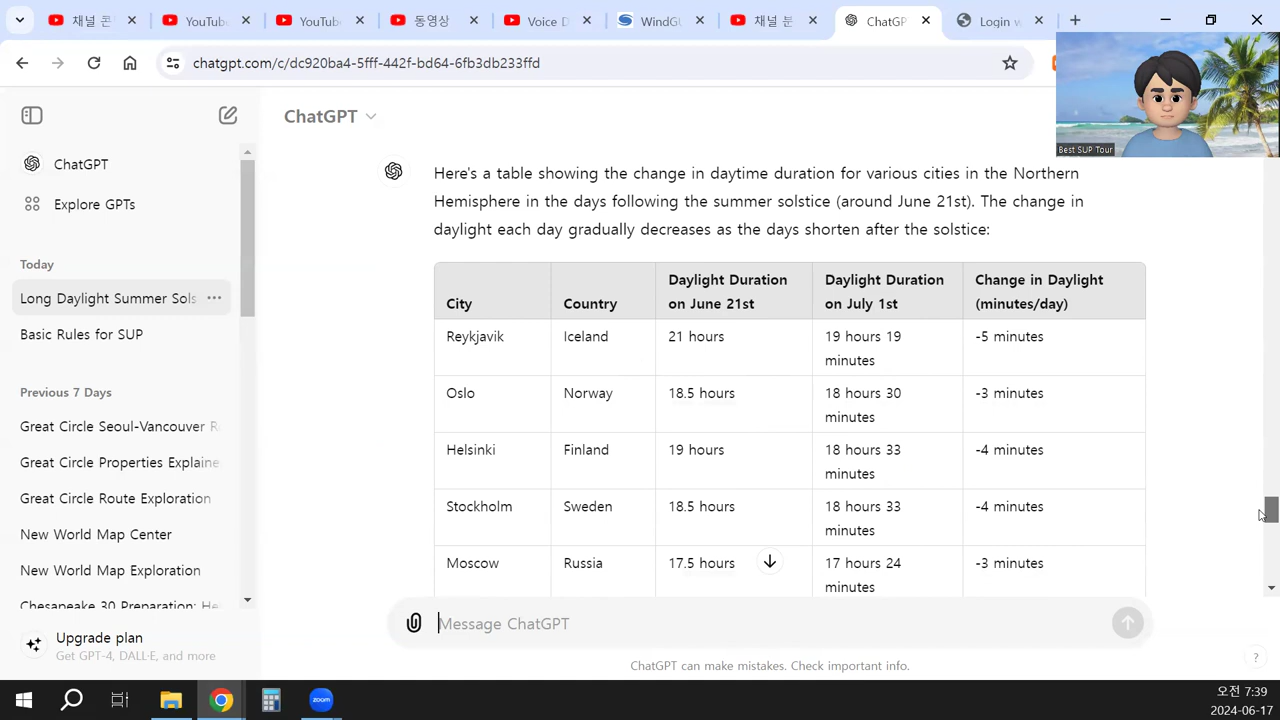 채널 콘
YouTub
YouTub
동영상
Voice D
WindGU
채널 분
ChatGP
Login w
chatgpt.com/c/dc920ba4-5fff-442f-bd64-6fb3db233ffd
Best SUP Tour
ChatGPT
ChatGPT
Explore GPTs
Today
Long Daylight Summer Sols
Basic Rules for SUP
Previous 7 Days
Great Circle Seoul-Vancouver R
Great Circle Properties Explaine
Great Circle Route Exploration
New World Map Center
New World Map Exploration
Chesapeake 30 Preparation: He
Upgrade plan
Get GPT-4, DALL·E, and more
Here's a table showing the change in daytime duration for various cities in the Northern
Hemisphere in the days following the summer solstice (around June 21st). The change in
daylight each day gradually decreases as the days shorten after the solstice:
City Country Daylight Duration on June 21st Daylight Duration on July 1st Change in Daylight (minutes/day)
Reykjavik Iceland 21 hours 19 hours 19 minutes -5 minutes
Oslo Norway 18.5 hours 18 hours 30 minutes -3 minutes
Helsinki Finland 19 hours 18 hours 33 minutes -4 minutes
Stockholm Sweden 18.5 hours 18 hours 33 minutes -4 minutes
Moscow Russia 17.5 hours 17 hours 24 minutes -3 minutes
Message ChatGPT
ChatGPT can make mistakes. Check important info.
?
zoom
오전 7:39
2024-06-17